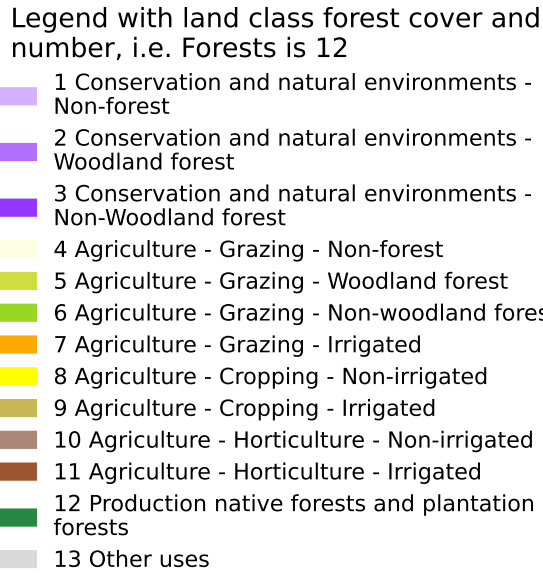 Legend with land class forest cover and
number, i.e. Forests is 12
1 Conservation and natural environments -
Non-forest
2 Conservation and natural environments -
Woodland forest
3 Conservation and natural environments -
Non-Woodland forest
4 Agriculture - Grazing - Non-forest
5 Agriculture - Grazing - Woodland forest
6 Agriculture - Grazing - Non-woodland fores
7 Agriculture - Grazing - Irrigated
8 Agriculture - Cropping - Non-irrigated
9 Agriculture - Cropping - Irrigated
10 Agriculture - Horticulture - Non-irrigated
11 Agriculture - Horticulture - Irrigated
12 Production native forests and plantation
forests
13 Other uses